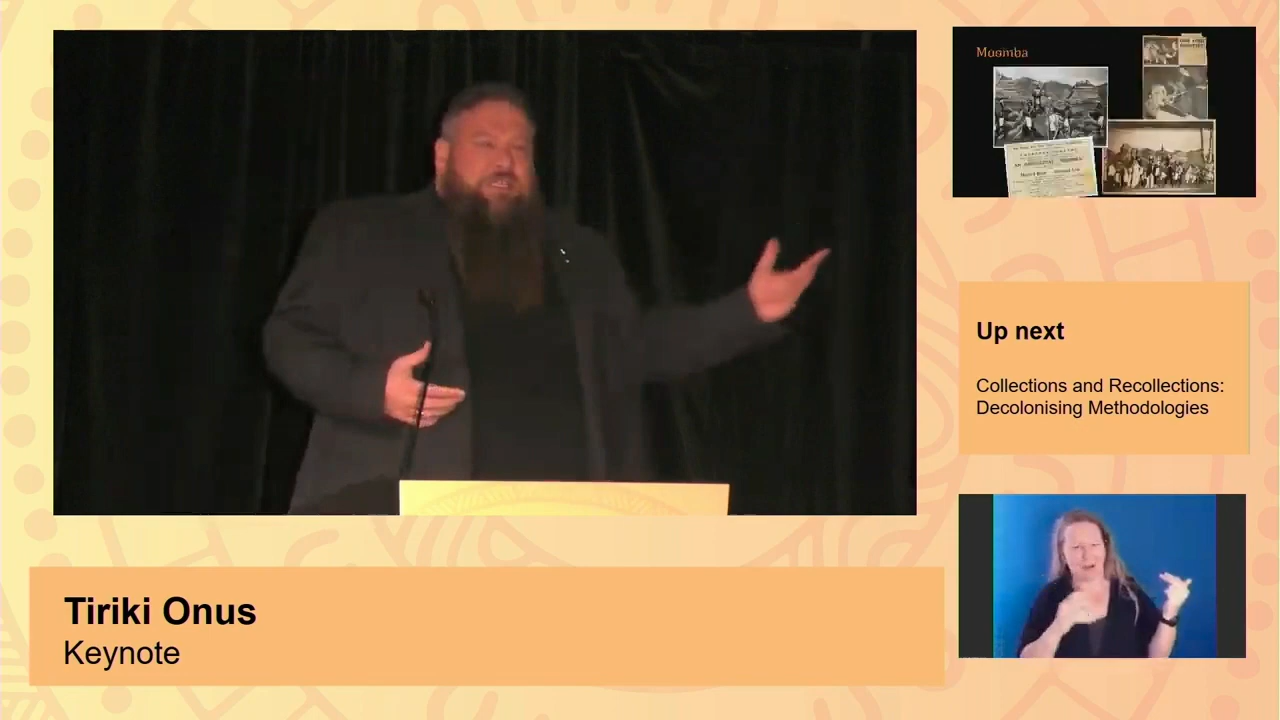 Moomba
Up next
Collections and Recollections:
Decolonising Methodologies
Tiriki Onus
Keynote